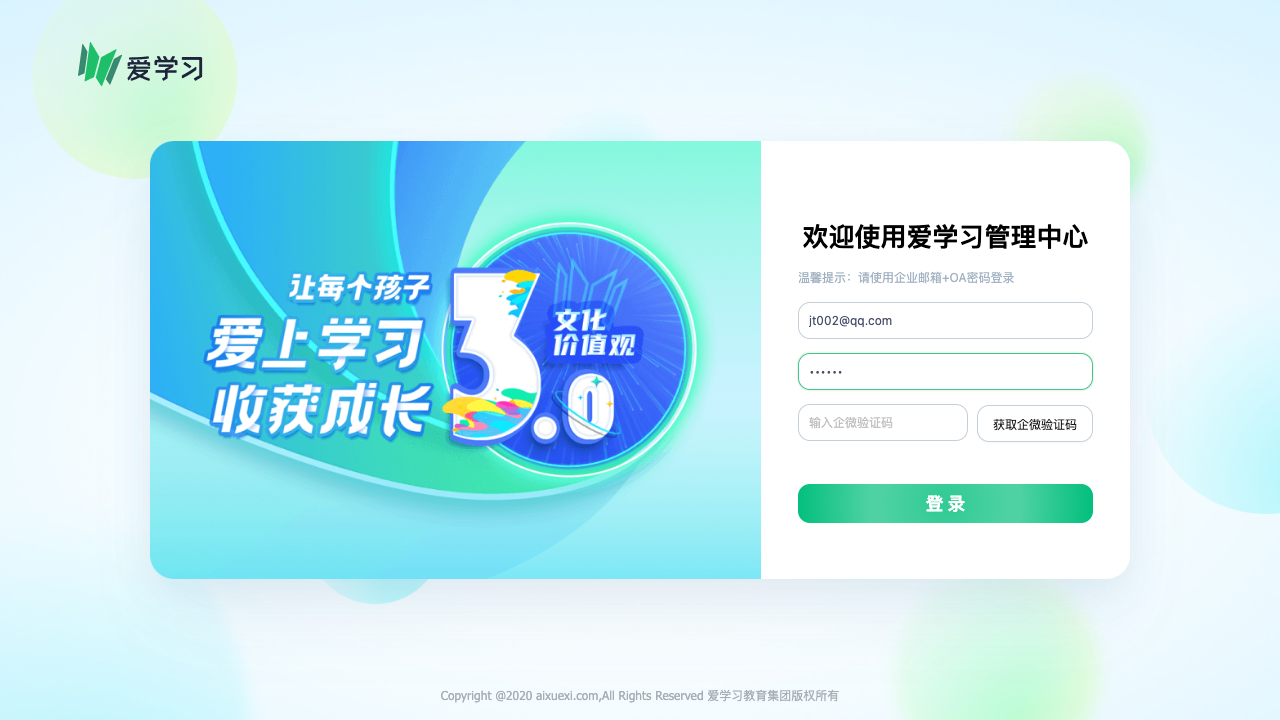 爱学习
让每个孩子
爱上学习
收获成长
3.0
文化
价值观
欢迎使用爱学习管理中心
温馨提示：请使用企业邮箱+OA密码登录
jt002@qq.com
••••••
输入企微验证码
获取企微验证码
登 录
Copyright @2020 aixuexi.com,All Rights Reserved 爱学习教育集团版权所有